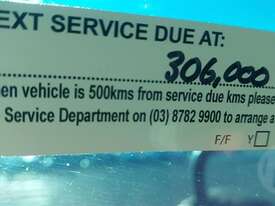 EXT SERVICE DUE AT:
306,000
en vehicle is 500kms from service due kms please
Service Department on (03) 8782 9900 to arrange a
F/F Y